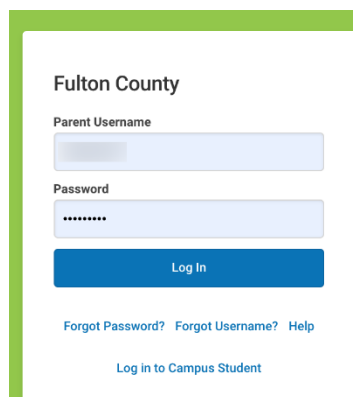 Fulton County
Parent Username
Password
•••••••••
Log In
Forgot Password? Forgot Username? Help
Log in to Campus Student